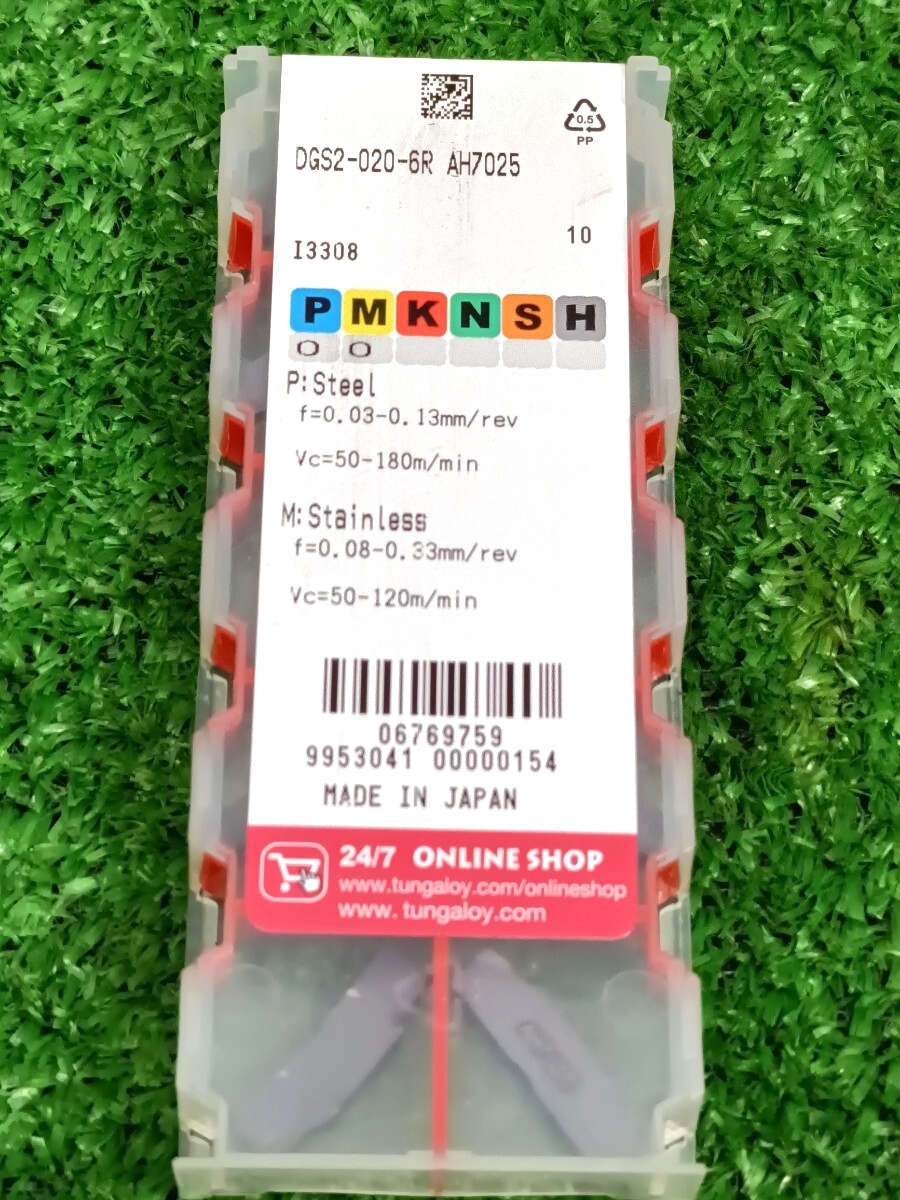 0.5
PP
DGS2-020-6R AH7025
10
I3308
P M K N S H
O O
P:Steel
f=0.03-0.13mm/rev
Vc=50-180m/min
M:Stainless
f=0.08-0.33mm/rev
Vc=50-120m/min
06769759
9953041 00000154
MADE IN JAPAN
24/7 ONLINE SHOP
www.tungaloy.com/onlineshop
www. tungaloy.com